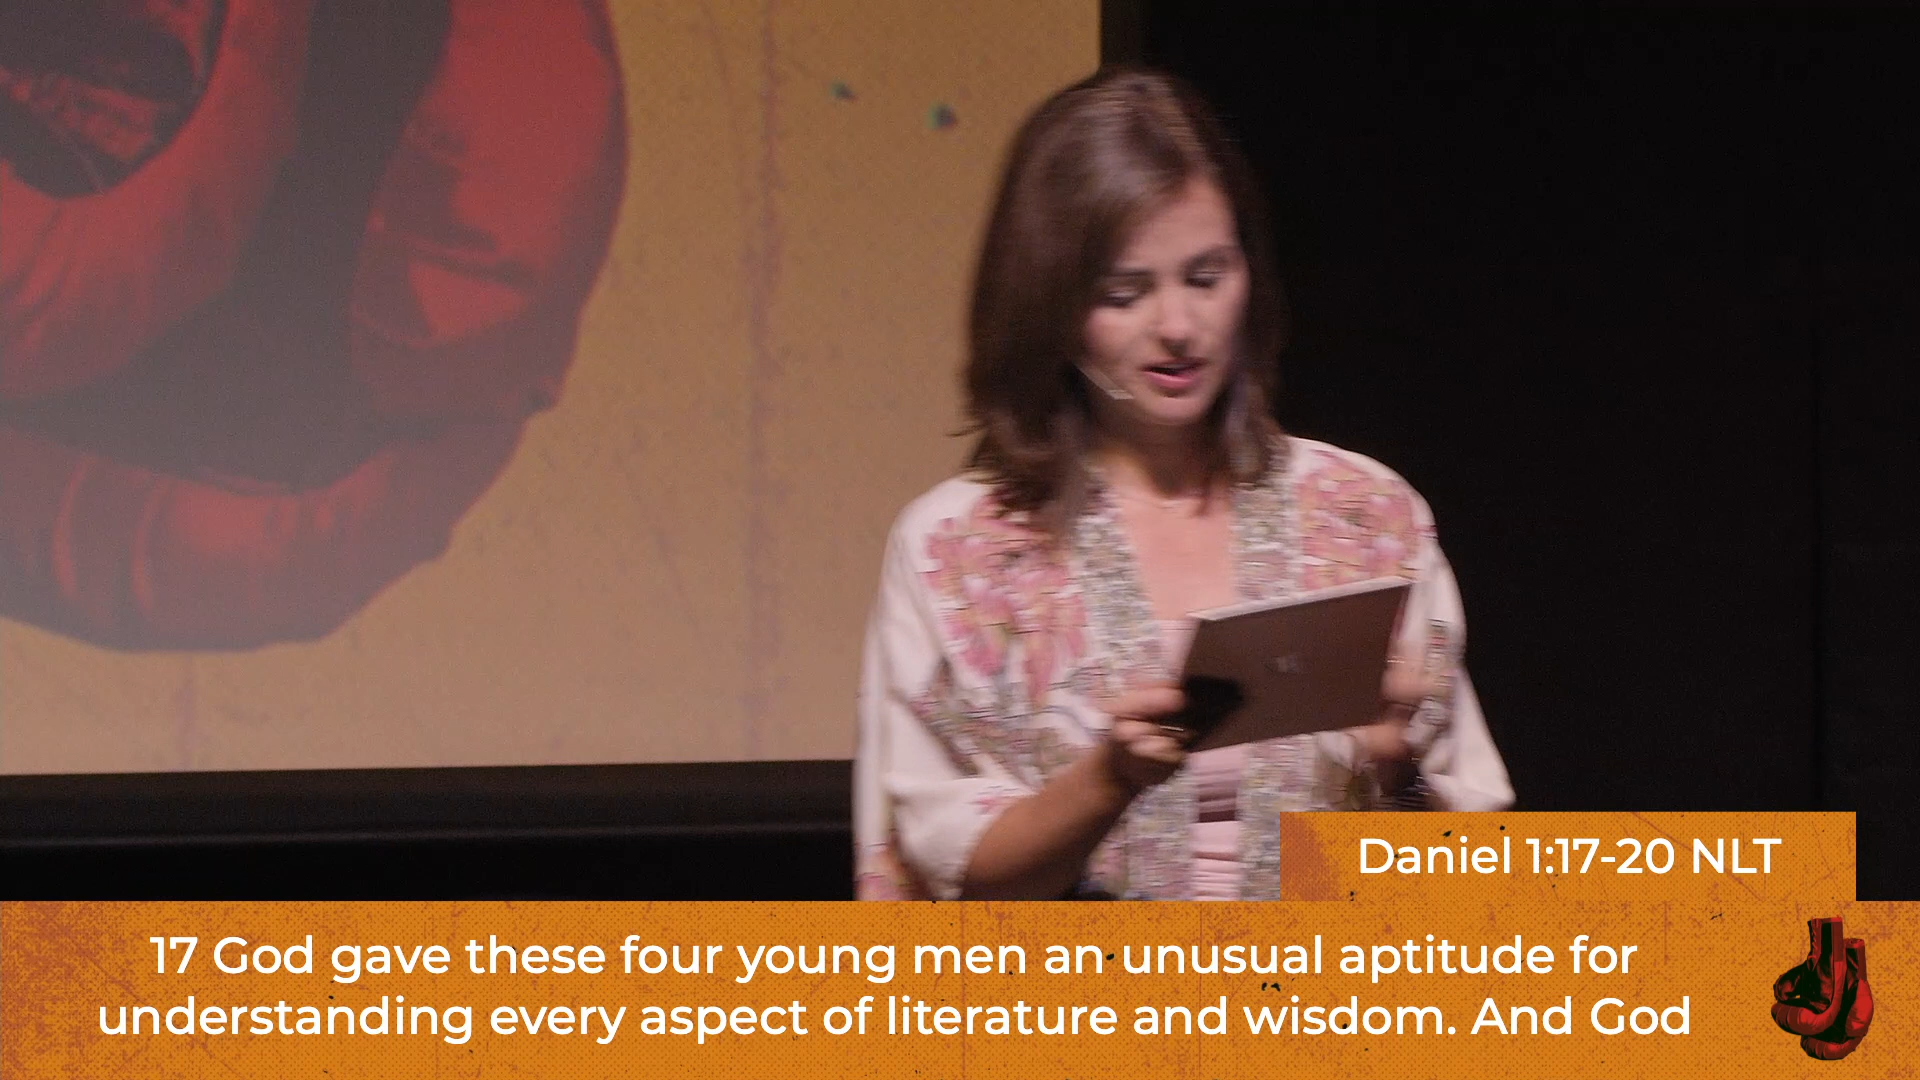 Daniel 1:17-20 NLT
17 God gave these four young men an unusual aptitude for
understanding every aspect of literature and wisdom. And God